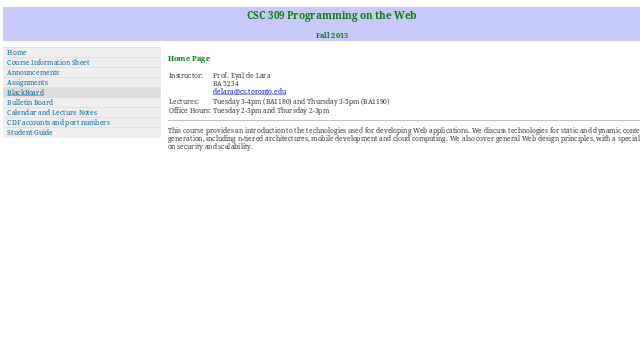 CSC 309 Programming on the Web
Fall 2013
Home
Course Information Sheet
Announcements
Assignments
BlackBoard
Bulletin Board
Calendar and Lecture Notes
CDF accounts and port numbers
Student Guide
Home Page
Instructor: Prof. Eyal de Lara
BA 5234
delara@cs.toronto.edu
Lectures: Tuesday 3-4pm (BA1180) and Thursday 3-5pm (BA1190)
Office Hours: Tuesday 2-3pm and Thursday 2-3pm
This course provides an introduction to the technologies used for developing Web applications. We discuss technologies for static and dynamic conte
generation, including n-tiered architectures, mobile development and cloud computing. We also cover general Web design principles, with a special
on security and scalability.